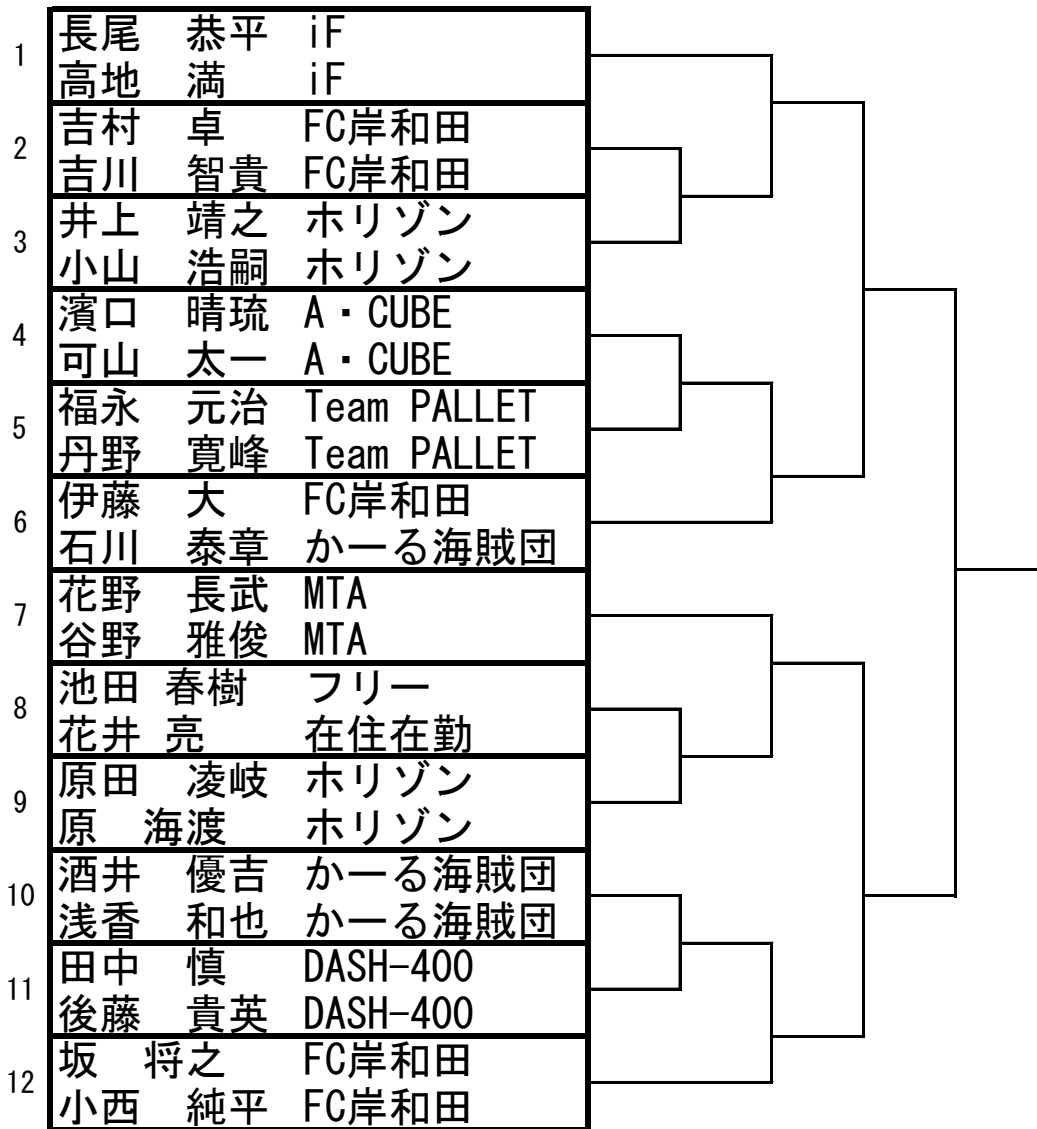 1
長尾　恭平 iF
高地　満 iF
2
吉村　卓 FC岸和田
吉川　智貴 FC岸和田
3
井上　靖之 ホリゾン
小山　浩嗣 ホリゾン
4
濱口　晴琉 A・CUBE
可山　太一 A・CUBE
5
福永　元治 Team PALLET
丹野　寛峰 Team PALLET
6
伊藤　大 FC岸和田
石川　泰章 かーる海賊団
7
花野　長武 MTA
谷野　雅俊 MTA
8
池田 春樹 フリー
花井 亮 在住在勤
9
原田　凌岐 ホリゾン
原　海渡 ホリゾン
10
酒井　優吉 かーる海賊団
浅香　和也 かーる海賊団
11
田中　慎 DASH-400
後藤　貴英 DASH-400
12
坂　将之 FC岸和田
小西　純平 FC岸和田